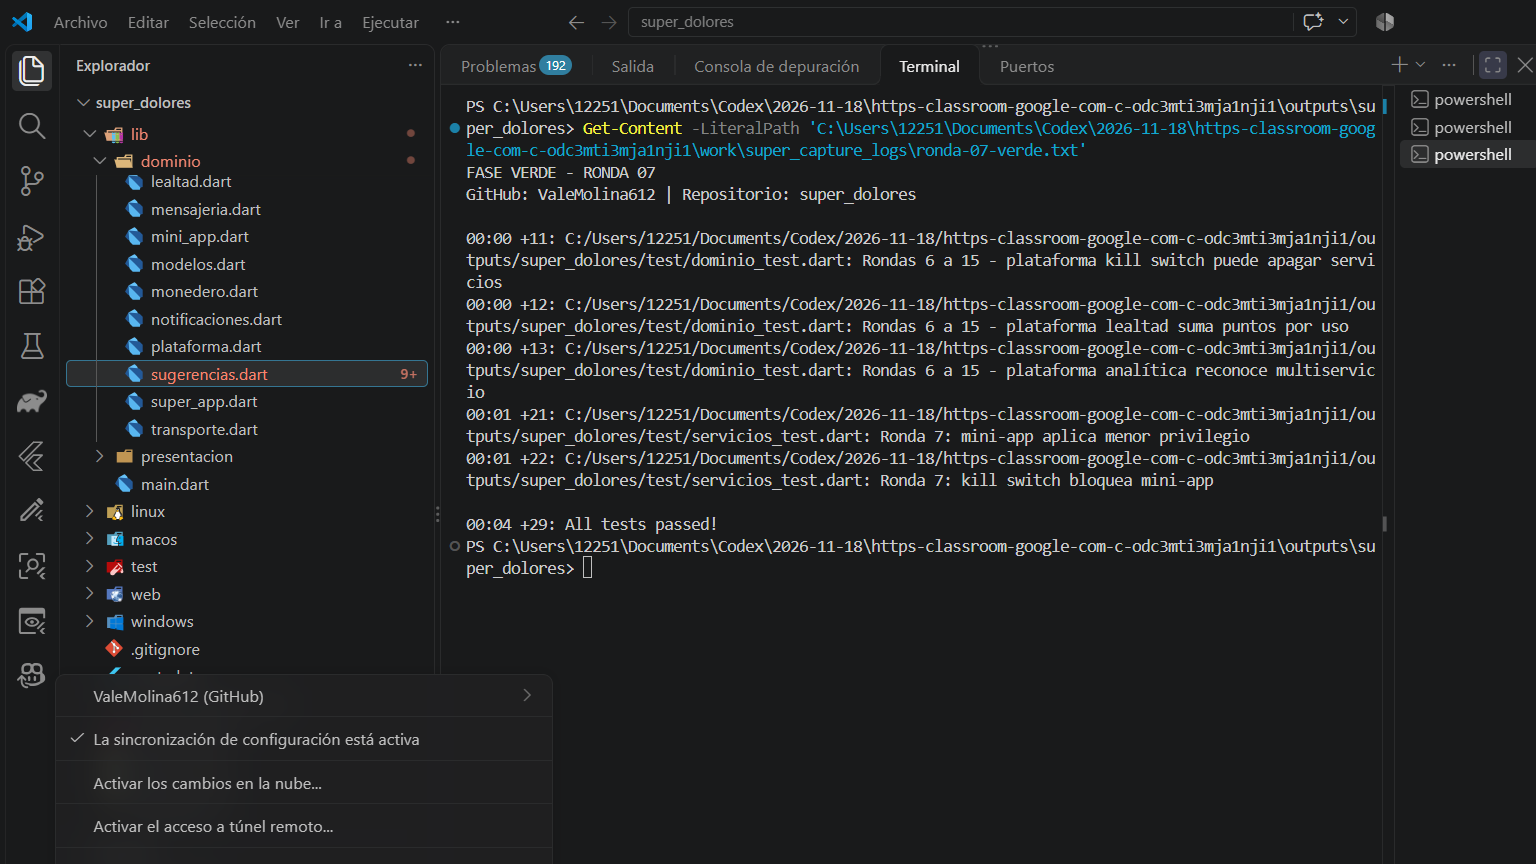 Archivo Editar Selección Ver Ir a Ejecutar ··· super_dolores
Explorador ···
super_dolores
lib
dominio
lealtad.dart
mensajeria.dart
mini_app.dart
modelos.dart
monedero.dart
notificaciones.dart
plataforma.dart
sugerencias.dart 9+
super_app.dart
transporte.dart
presentacion
main.dart
linux
macos
test
web
windows
.gitignore
ValeMolina612 (GitHub)
La sincronización de configuración está activa
Activar los cambios en la nube...
Activar el acceso a túnel remoto...
Problemas 192 Salida Consola de depuración Terminal Puertos
PS C:\Users\12251\Documents\Codex\2026-11-18\https-classroom-google-com-c-odc3mti3mja1nji1\outputs\su
per_dolores> Get-Content -LiteralPath 'C:\Users\12251\Documents\Codex\2026-11-18\https-classroom-goog
le-com-c-odc3mti3mja1nji1\work\super_capture_logs\ronda-07-verde.txt'
FASE VERDE - RONDA 07
GitHub: ValeMolina612 | Repositorio: super_dolores
00:00 +11: C:/Users/12251/Documents/Codex/2026-11-18/https-classroom-google-com-c-odc3mti3mja1nji1/ou
tputs/super_dolores/test/dominio_test.dart: Rondas 6 a 15 - plataforma kill switch puede apagar servi
cios
00:00 +12: C:/Users/12251/Documents/Codex/2026-11-18/https-classroom-google-com-c-odc3mti3mja1nji1/ou
tputs/super_dolores/test/dominio_test.dart: Rondas 6 a 15 - plataforma lealtad suma puntos por uso
00:00 +13: C:/Users/12251/Documents/Codex/2026-11-18/https-classroom-google-com-c-odc3mti3mja1nji1/ou
tputs/super_dolores/test/dominio_test.dart: Rondas 6 a 15 - plataforma analítica reconoce multiservic
io
00:01 +21: C:/Users/12251/Documents/Codex/2026-11-18/https-classroom-google-com-c-odc3mti3mja1nji1/ou
tputs/super_dolores/test/servicios_test.dart: Ronda 7: mini-app aplica menor privilegio
00:01 +22: C:/Users/12251/Documents/Codex/2026-11-18/https-classroom-google-com-c-odc3mti3mja1nji1/ou
tputs/super_dolores/test/servicios_test.dart: Ronda 7: kill switch bloquea mini-app
00:04 +29: All tests passed!
PS C:\Users\12251\Documents\Codex\2026-11-18\https-classroom-google-com-c-odc3mti3mja1nji1\outputs\su
per_dolores>
powershell
powershell
powershell